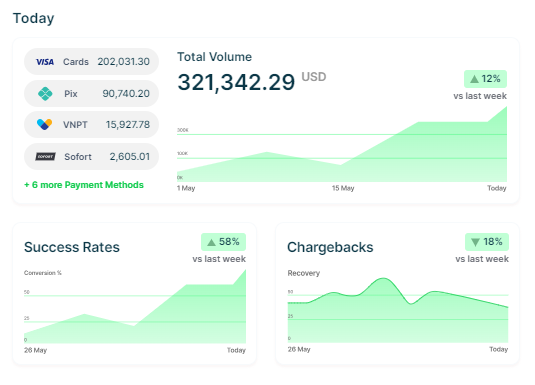 Today
VISA Cards 202,031.30
Pix 90,740.20
VNPT 15,927.78
SOFORT Sofort 2,605.01
+ 6 more Payment Methods
Total Volume
321,342.29 USD
▲ 12%
vs last week
300K
0K
1 May 15 May Today
Success Rates
▲ 58%
vs last week
Conversion %
50
25
0
26 May Today
Chargebacks
▼ 18%
vs last week
Recovery
50
25
0
26 May Today